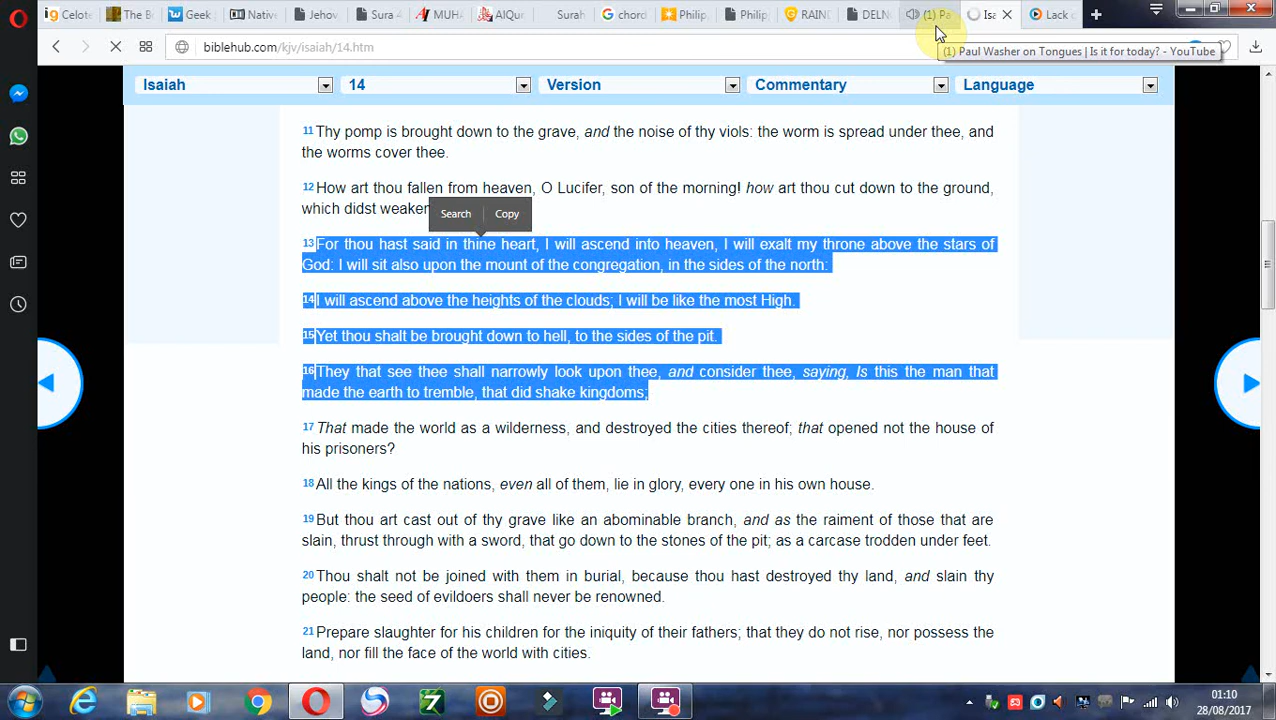 ig Celote
The B
Geek
Nativ
Jehov
Sura 4
MUH
AlQur
Surah
chord
Philip
Philip
RAIN
DELN
(1) Pa
Isa
Lack
biblehub.com/kjv/isaiah/14.htm
(1) Paul Washer on Tongues | Is it for today? - YouTube
Isaiah 14 Version Commentary Language
11 Thy pomp is brought down to the grave, and the noise of thy viols: the worm is spread under thee, and
the worms cover thee.
12 How art thou fallen from heaven, O Lucifer, son of the morning! how art thou cut down to the ground,
which didst weaken
Search Copy
13 For thou hast said in thine heart, I will ascend into heaven, I will exalt my throne above the stars of
God: I will sit also upon the mount of the congregation, in the sides of the north:
14 I will ascend above the heights of the clouds; I will be like the most High.
15 Yet thou shalt be brought down to hell, to the sides of the pit.
16 They that see thee shall narrowly look upon thee, and consider thee, saying, Is this the man that
made the earth to tremble, that did shake kingdoms;
17 That made the world as a wilderness, and destroyed the cities thereof; that opened not the house of
his prisoners?
18 All the kings of the nations, even all of them, lie in glory, every one in his own house.
19 But thou art cast out of thy grave like an abominable branch, and as the raiment of those that are
slain, thrust through with a sword, that go down to the stones of the pit; as a carcase trodden under feet.
20 Thou shalt not be joined with them in burial, because thou hast destroyed thy land, and slain thy
people: the seed of evildoers shall never be renowned.
21 Prepare slaughter for his children for the iniquity of their fathers; that they do not rise, nor possess the
land, nor fill the face of the world with cities.
01:10
28/08/2017